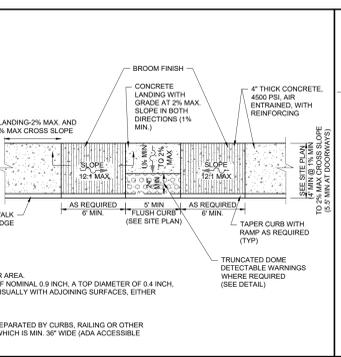 BROOM FINISH
CONCRETE
LANDING WITH
GRADE AT 2% MAX.
SLOPE IN BOTH
DIRECTIONS (1%
MIN.)
4" THICK CONCRETE,
4500 PSI, AIR
ENTRAINED, WITH
REINFORCING
LANDING-2% MAX. AND
% MAX CROSS SLOPE
SLOPE
12:1 MAX
1% MIN
TO 2%
MAX
2'
MIN
SLOPE
12:1 MAX
SEE SITE PLAN
(4' MIN @ 1% MIN
TO 2% MAX CROSS SLOPE
(5.5' MIN AT DOORWAYS)
ALK
DGE
AS REQUIRED
6' MIN.
5' MIN
FLUSH CURB
(SEE SITE PLAN)
AS REQUIRED
6' MIN.
TAPER CURB WITH
RAMP AS REQUIRED
(TYP)
TRUNCATED DOME
DETECTABLE WARNINGS
WHERE REQUIRED
(SEE DETAIL)
R AREA.
F NOMINAL 0.9 INCH, A TOP DIAMETER OF 0.4 INCH,
ISUALLY WITH ADJOINING SURFACES, EITHER
EPARATED BY CURBS, RAILING OR OTHER
WHICH IS MIN. 36" WIDE (ADA ACCESSIBLE